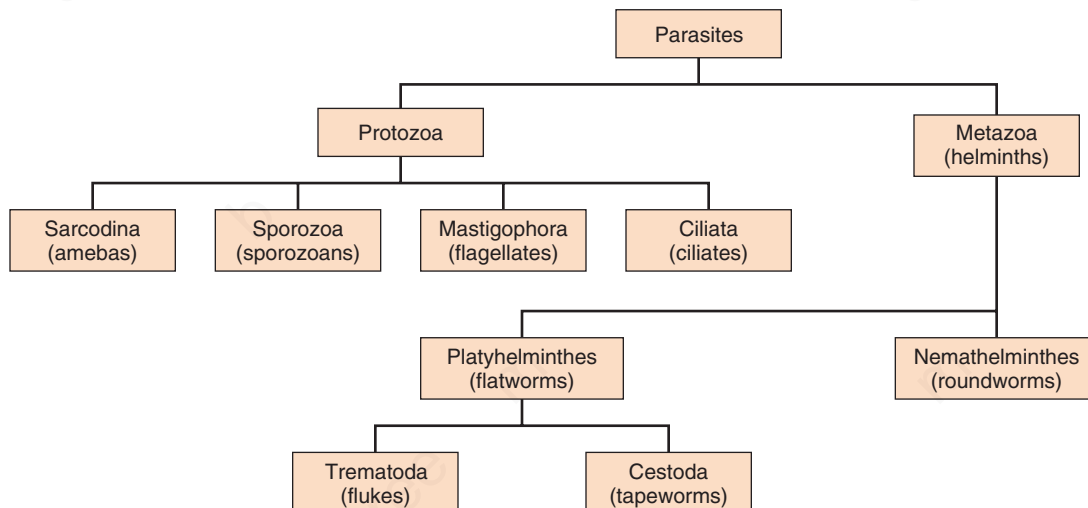 Parasites
Protozoa
Metazoa
(helminths)
Sarcodina
(amebas)
Sporozoa
(sporozoans)
Mastigophora
(flagellates)
Ciliata
(ciliates)
Platyhelminthes
(flatworms)
Nemathelminthes
(roundworms)
Trematoda
(flukes)
Cestoda
(tapeworms)